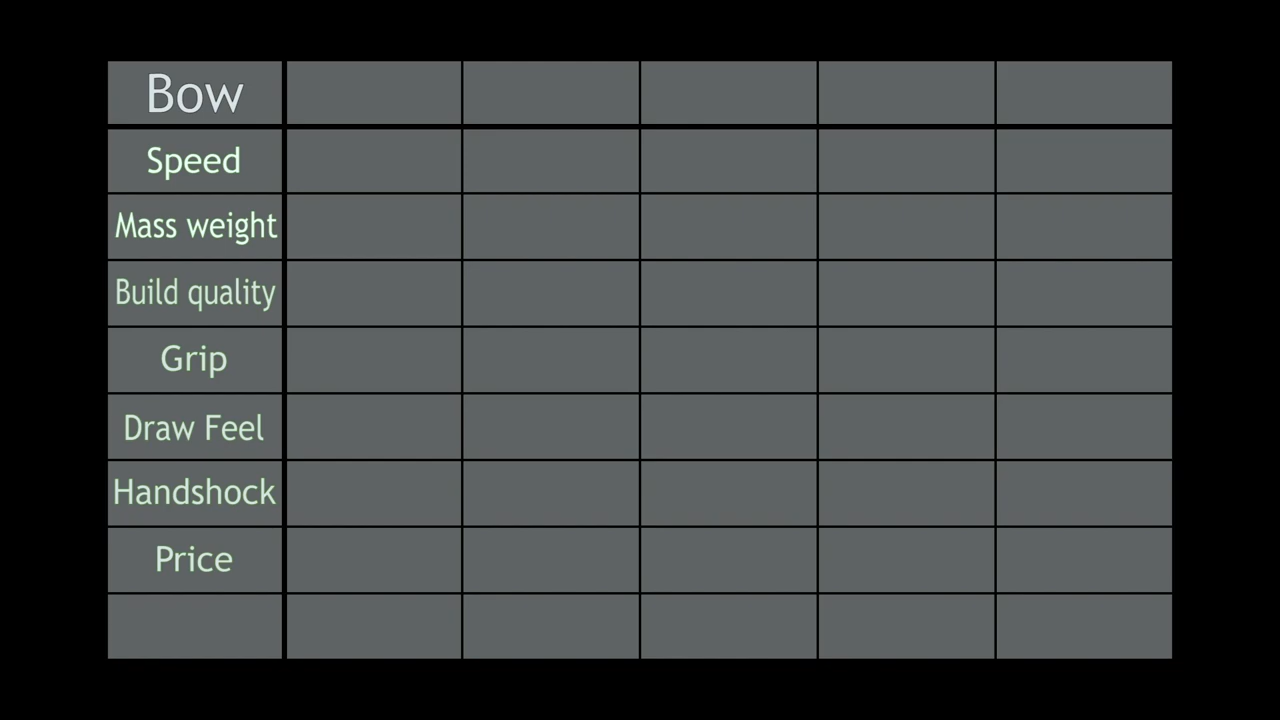 Bow
Speed
Mass weight
Build quality
Grip
Draw Feel
Handshock
Price